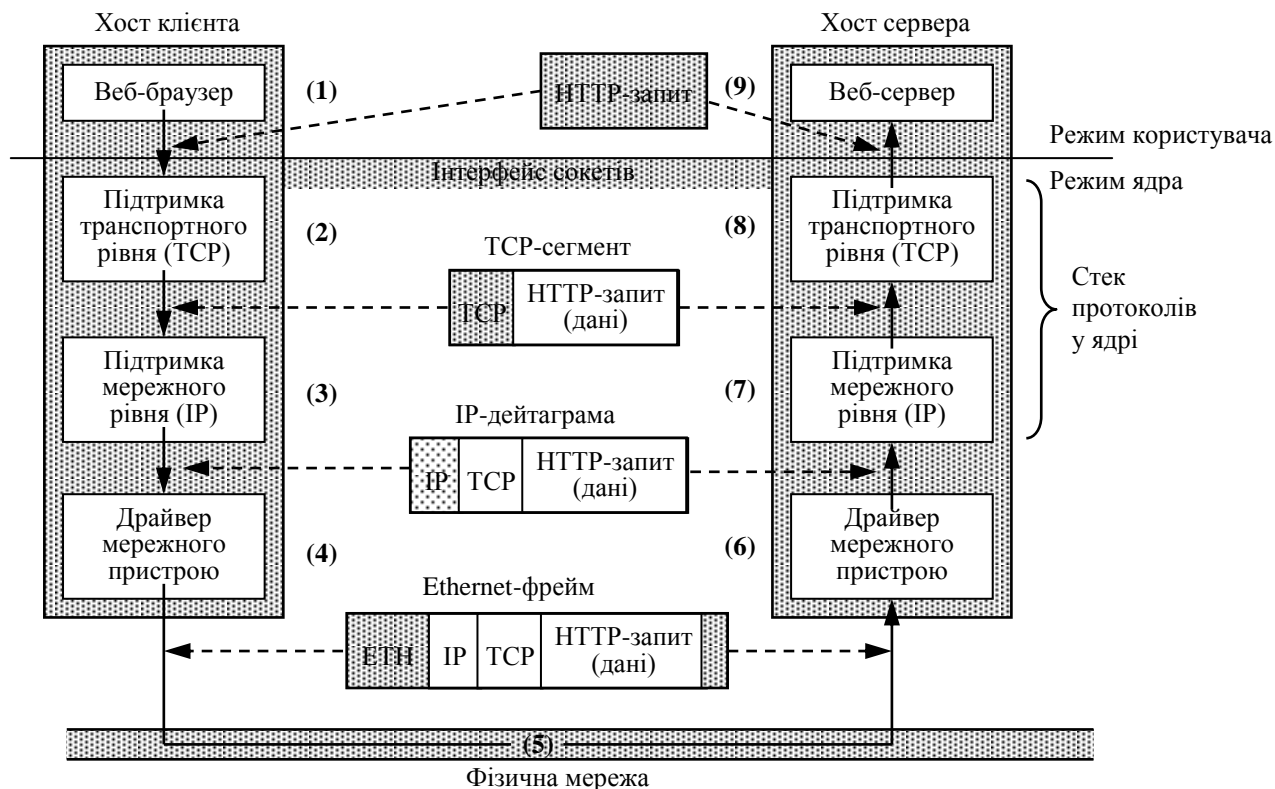 Хост клієнта
Хост сервера
Веб-браузер
(1)
HTTP-запит
(9)
Веб-сервер
Режим користувача
Інтерфейс сокетів
Режим ядра
Підтримка
транспортного
рівня (TCP)
(2)
(8)
Підтримка
транспортного
рівня (TCP)
TCP-сегмент
TCP
HTTP-запит
(дані)
Стек
протоколів
у ядрі
Підтримка
мережного
рівня (IP)
(3)
(7)
Підтримка
мережного
рівня (IP)
IP-дейтаграма
IP
TCP
HTTP-запит
(дані)
Драйвер
мережного
пристрою
(4)
(6)
Драйвер
мережного
пристрою
Ethernet-фрейм
ETH
IP
TCP
HTTP-запит
(дані)
(5)
Фізична мережа